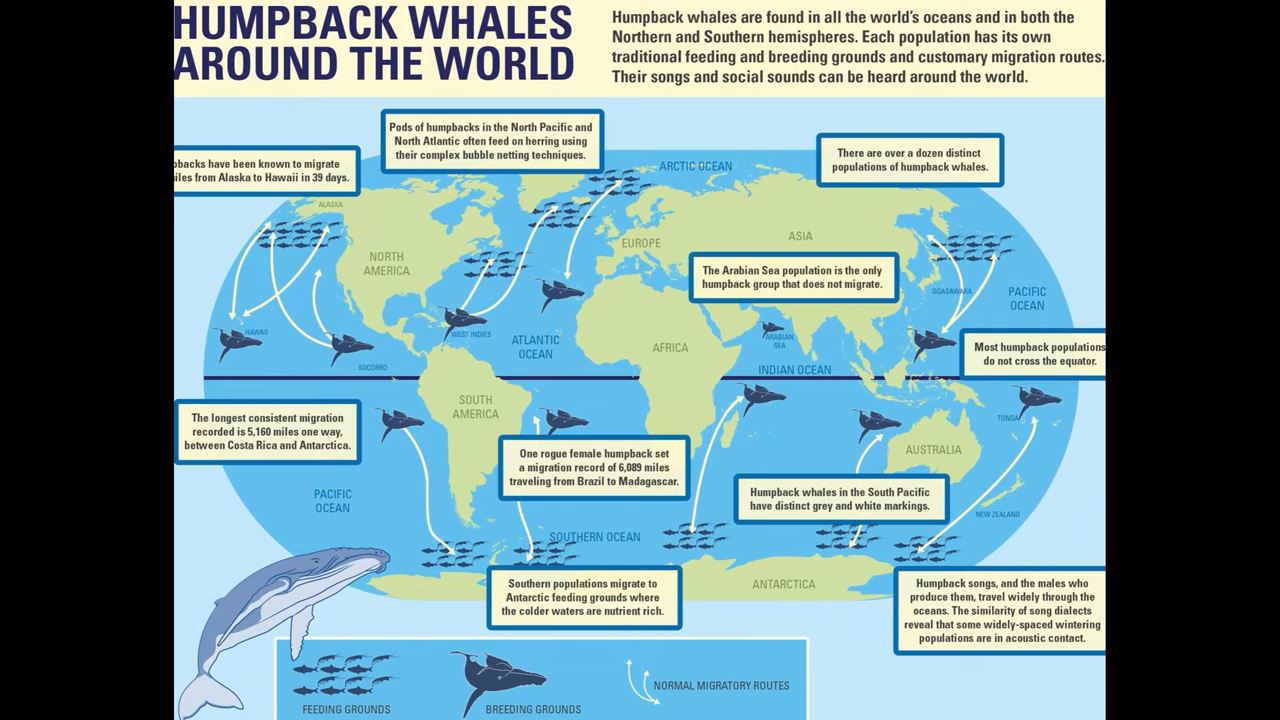 HUMPBACK WHALES
AROUND THE WORLD
Humpback whales are found in all the world's oceans and in both the
Northern and Southern hemispheres. Each population has its own
traditional feeding and breeding grounds and customary migration routes.
Their songs and social sounds can be heard around the world.
Pods of humpbacks in the North Pacific and
North Atlantic often feed on herring using
their complex bubble netting techniques.
have been known to migrate
from Alaska to Hawaii in 39 days.
There are over a dozen distinct
populations of humpback whales.
ARCTIC OCEAN
ALASKA
NORTH
AMERICA
EUROPE
ASIA
The Arabian Sea population is the only
humpback group that does not migrate.
OGASAWARA
PACIFIC
OCEAN
HAWAII
WEST INDIES
ATLANTIC
OCEAN
AFRICA
ARABIAN
SEA
INDIAN OCEAN
Most humpback populations
do not cross the equator.
SOCORRO
SOUTH
AMERICA
The longest consistent migration
recorded is 5,160 miles one way,
between Costa Rica and Antarctica.
One rogue female humpback set
a migration record of 6,089 miles
traveling from Brazil to Madagascar.
TONGA
AUSTRALIA
Humpback whales in the South Pacific
have distinct grey and white markings.
PACIFIC
OCEAN
NEW ZEALAND
SOUTHERN OCEAN
ANTARCTICA
Southern populations migrate to
Antarctic feeding grounds where
the colder waters are nutrient rich.
Humpback songs, and the males who
produce them, travel widely through the
oceans. The similarity of song dialects
reveal that some widely-spaced wintering
populations are in acoustic contact.
FEEDING GROUNDS
BREEDING GROUNDS
NORMAL MIGRATORY ROUTES